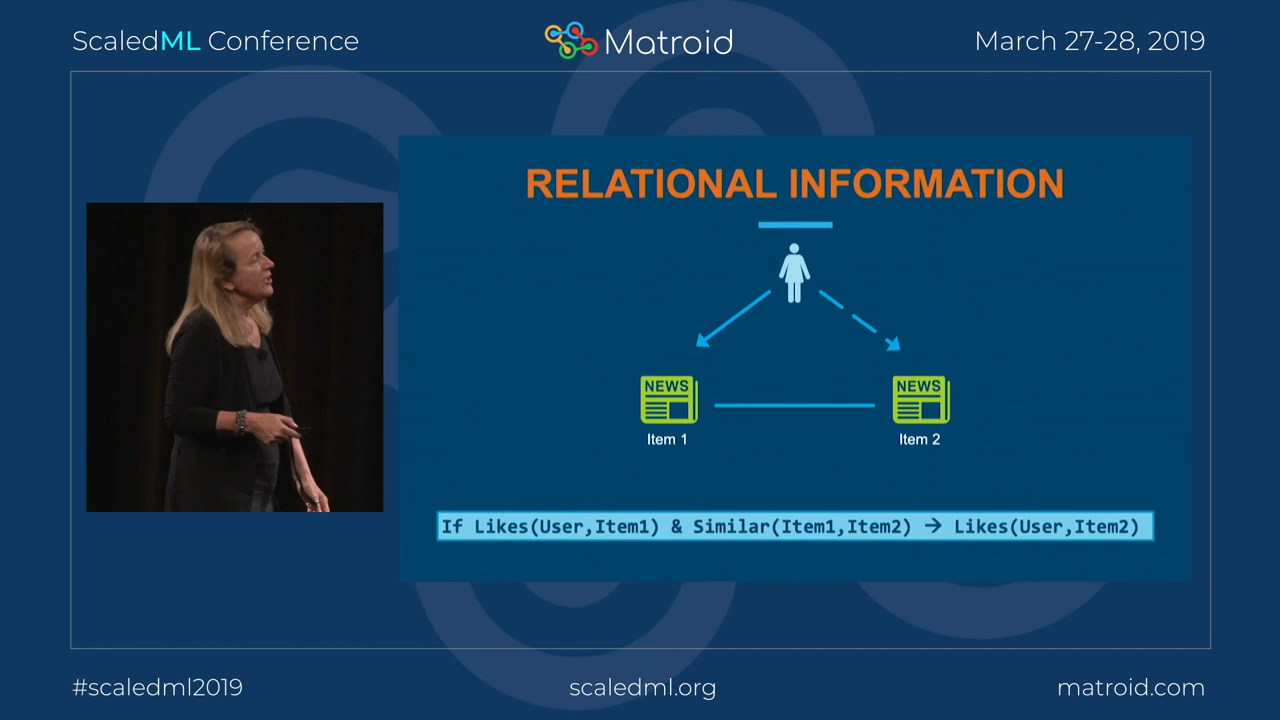 ScaledML Conference
Matroid
March 27-28, 2019
RELATIONAL INFORMATION
NEWS
NEWS
Item 1
Item 2
If Likes(User,Item1) & Similar(Item1,Item2) → Likes(User,Item2)
#scaledml2019
scaledml.org
matroid.com